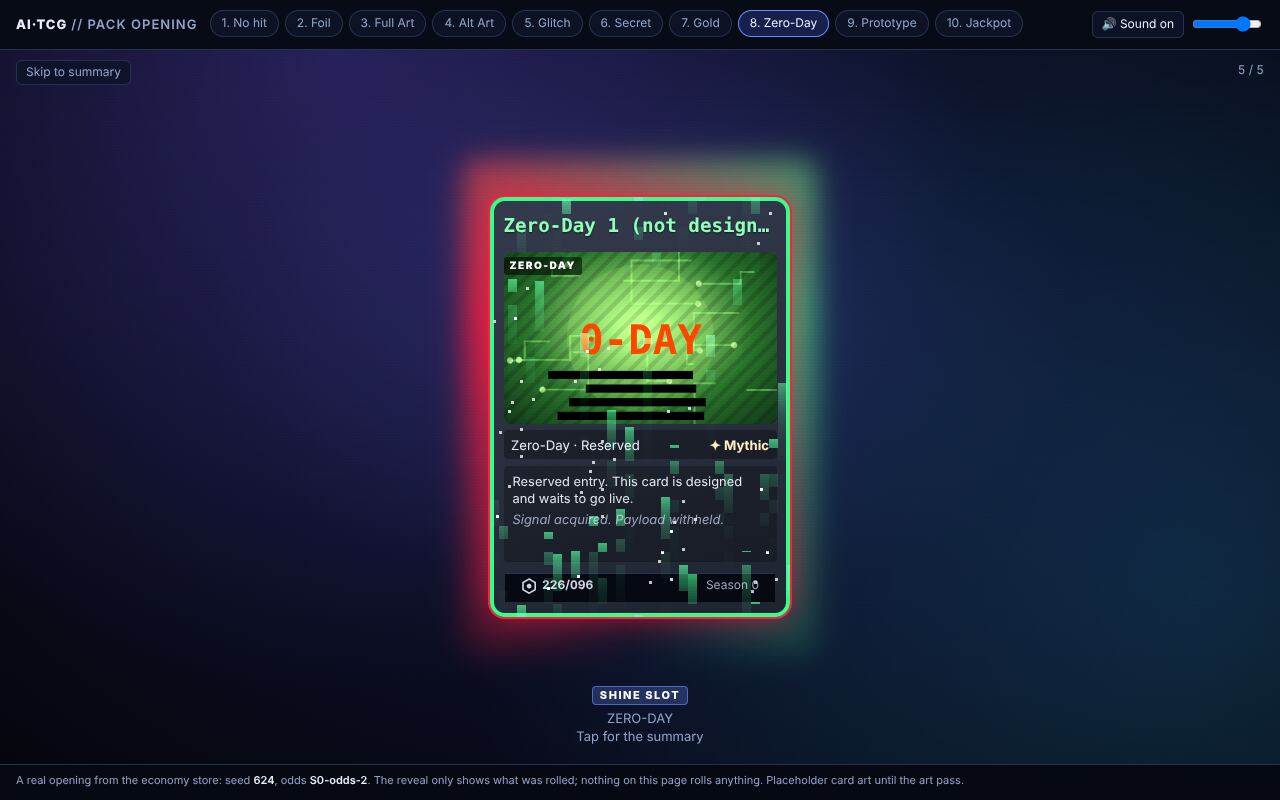 AI·TCG // PACK OPENING
1. No hit
2. Foil
3. Full Art
4. Alt Art
5. Glitch
6. Secret
7. Gold
8. Zero-Day
9. Prototype
10. Jackpot
🔊 Sound on
Skip to summary
5 / 5
Zero-Day 1 (not design…
ZERO-DAY
0-DAY
Zero-Day · Reserved
✦ Mythic
Reserved entry. This card is designed
and waits to go live.
Signal acquired. Payload withheld.
226/096
Season 0
SHINE SLOT
ZERO-DAY
Tap for the summary
A real opening from the economy store: seed 624, odds S0-odds-2. The reveal only shows what was rolled; nothing on this page rolls anything. Placeholder card art until the art pass.